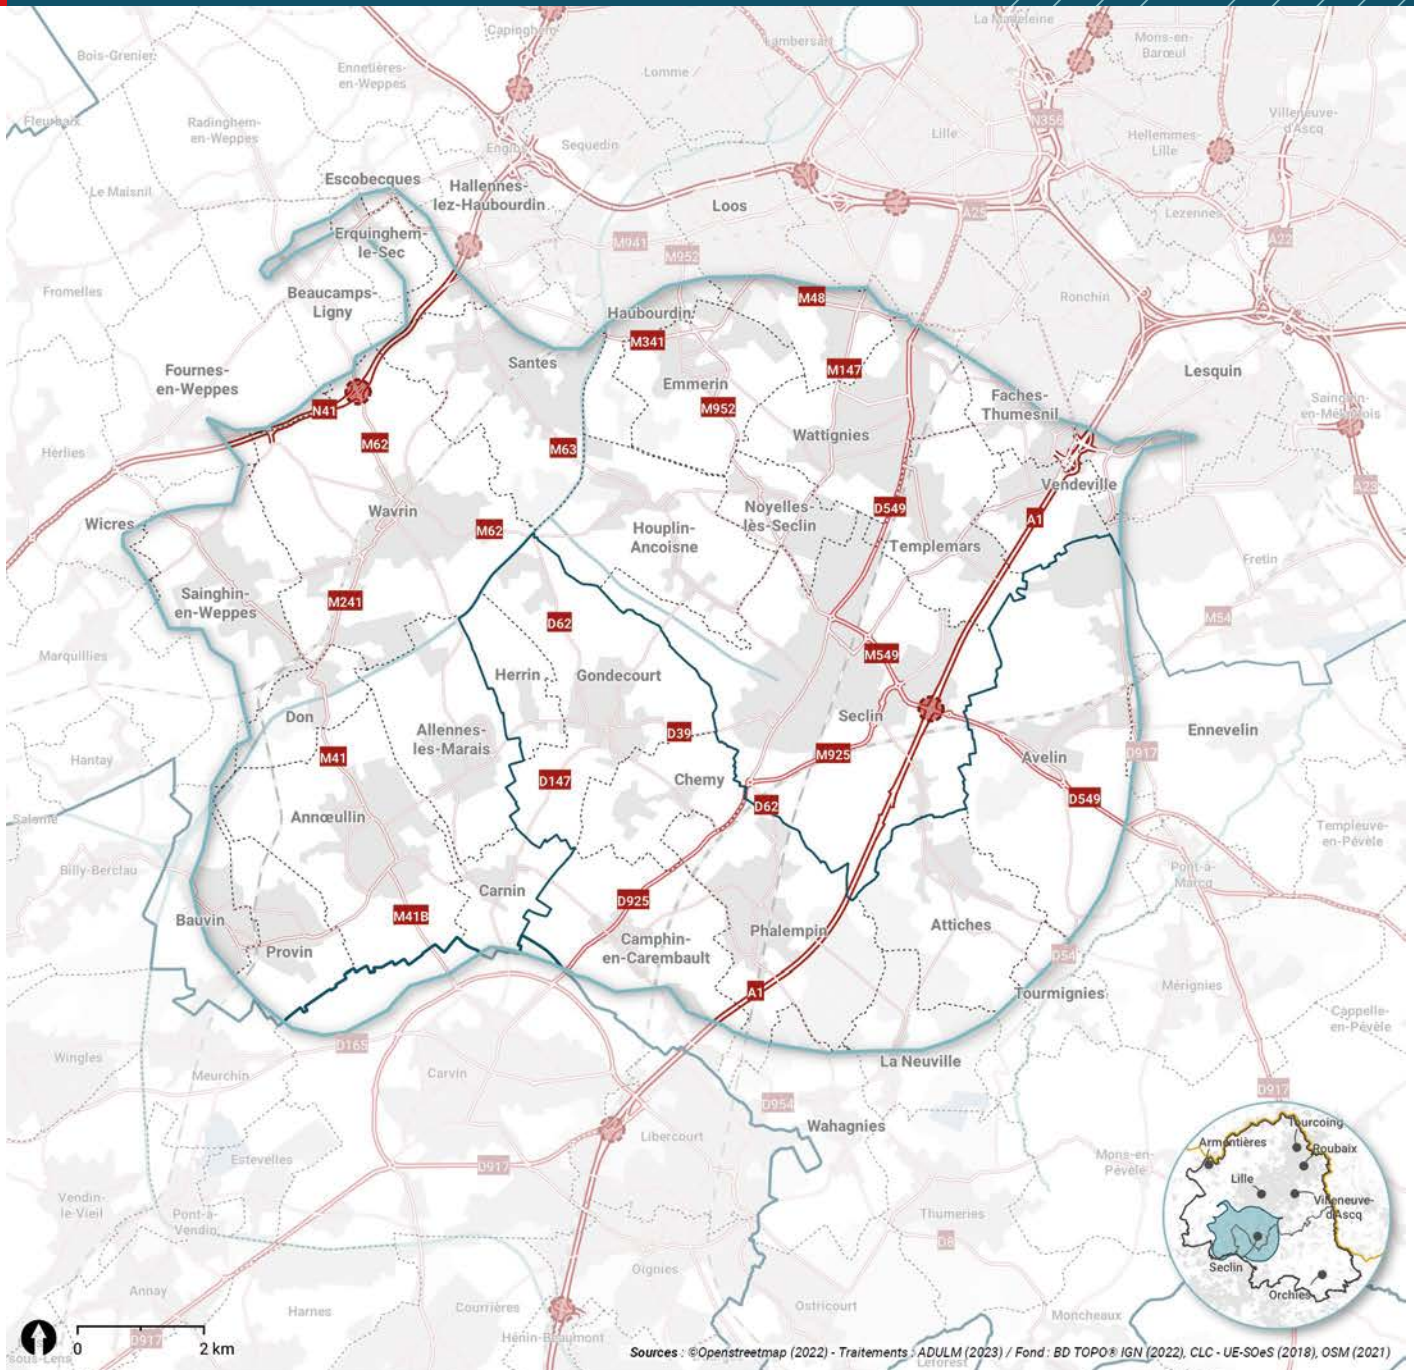 La Madeleine
Capinghem
Bois-Grenier
Lambersart
Mons-en-
Barœul
Ennetières-
en-Weppes
Lomme
Fleurbaix
Radinghem-
en-Weppes
N356
Villeneuve-
d'Ascq
Lille
Hellemmes-
Lille
Englos
Sequedin
Le Maisnil
Escobecques
Hallennes-
lez-Haubourdin
Loos
A25
Lezennes
Erquinghem-
le-Sec
M941
M952
A22
Fromelles
Beaucamps-
Ligny
Haubourdin
M48
Ronchin
M341
Santes
Fournes-
en-Weppes
Emmerin
M147
Lesquin
N41
M952
Faches-
Thumesnil
Sainghin-
en-Mélantois
M62
M63
Wattignies
Herlies
Vendeville
A23
Wicres
Wavrin
M62
Houplin-
Ancoisne
Noyelles-
lès-Seclin
D549
A1
Templemars
Fretin
Sainghin-
en-Weppes
M241
D62
M54
Marquillies
M549
Herrin
Gondecourt
Don
Allennes-
les-Marais
D39
Seclin
Ennevelin
Hantay
M41
D147
Chemy
M925
Avelin
D917
D62
D549
Salomé
Annœullin
Templeuve-
en-Pévèle
Billy-Berclau
Carnin
Pont-à-
Marcq
Bauvin
M41B
D925
Provin
Camphin-
en-Carembault
Phalempin
Attiches
D54
A1
Tourmignies
Mérignies
Cappelle-
en-Pévèle
D165
Wingles
Meurchin
Carvin
La Neuville
D917
D954
Wahagnies
Libercourt
Estevelles
D917
Mons-en-
Pévèle
Vendin-
le-Vieil
Pont-à-
Vendin
Thumeries
D8
Oignies
Annay
Harnes
Courrières
Ostricourt
Moncheaux
D917
Hénin-Beaumont
Leforest
sous-Lens
Tourcoing
Armentières
Roubaix
Lille
Villeneuve-
d'Ascq
Seclin
Orchies
0 2 km
Sources : ©Openstreetmap (2022) - Traitements : ADULM (2023) / Fond : BD TOPO® IGN (2022), CLC - UE-SOeS (2018), OSM (2021)